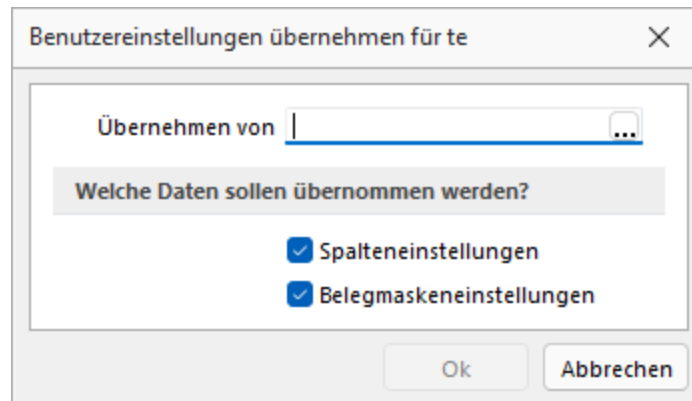 Benutzereinstellungen übernehmen für te
Übernehmen von
...
Welche Daten sollen übernommen werden?
Spalteneinstellungen
Belegmaskeneinstellungen
Ok Abbrechen